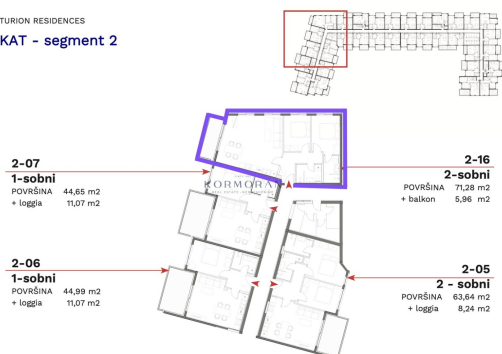 TURION RESIDENCES
KAT - segment 2
2-07
1-sobni
POVRŠINA 44,65 m2
+ loggia 11,07 m2
2-16
2-sobni
POVRŠINA 71,28 m2
+ balkon 5,96 m2
KORMORAN
2-06
1-sobni
POVRŠINA 44,99 m2
+ loggia 11,07 m2
2-05
2 - sobni
POVRŠINA 63,64 m2
+ loggia 8,24 m2